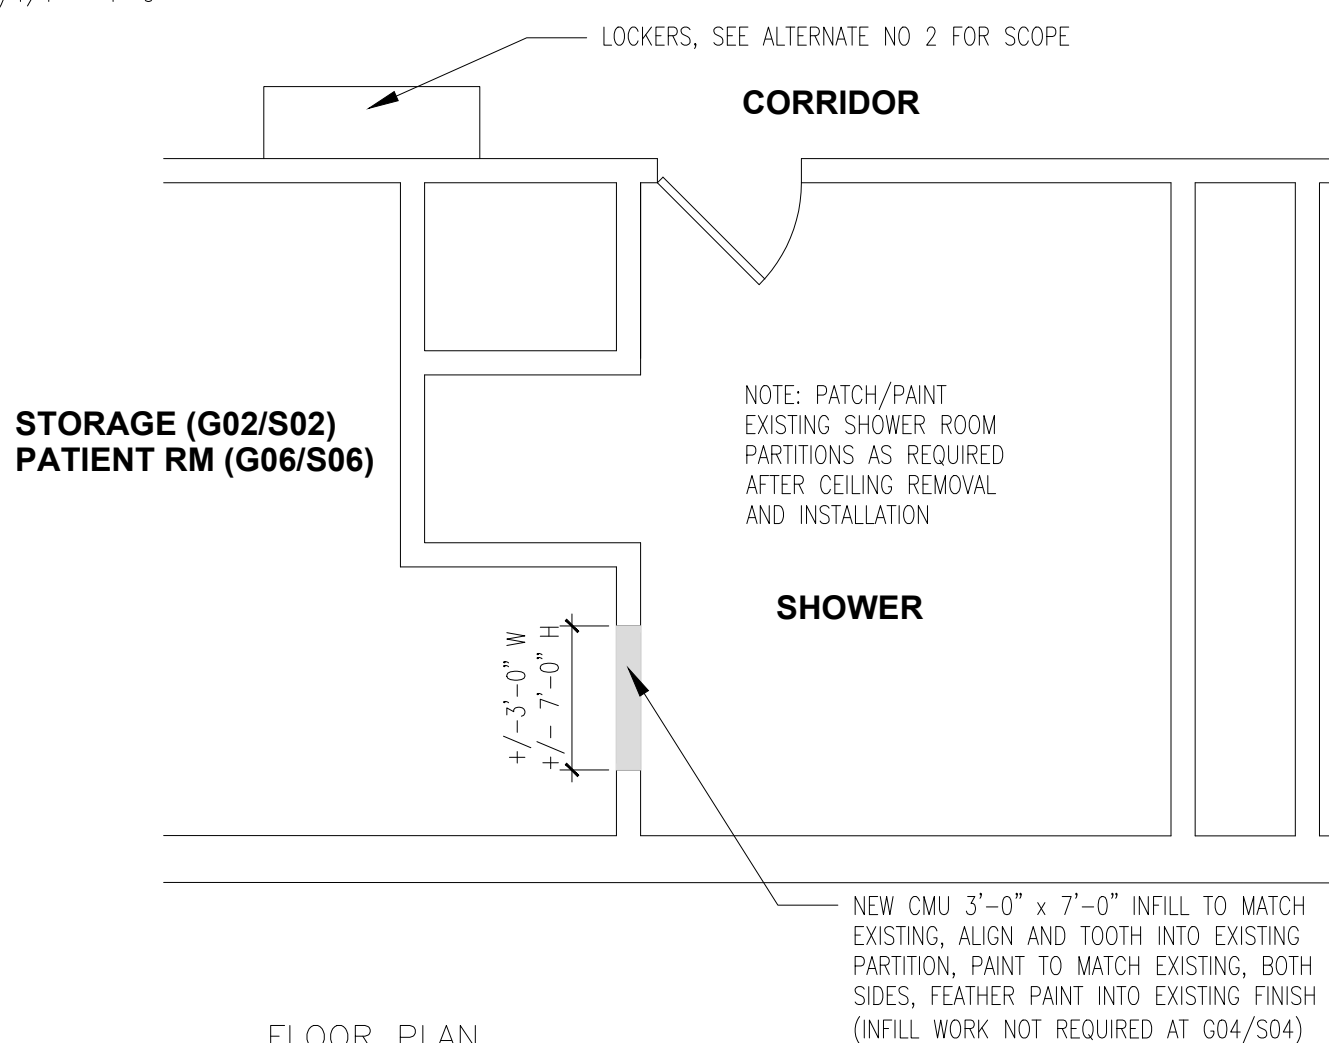 LOCKERS, SEE ALTERNATE NO 2 FOR SCOPE
CORRIDOR
NOTE: PATCH/PAINT
EXISTING SHOWER ROOM
PARTITIONS AS REQUIRED
AFTER CEILING REMOVAL
AND INSTALLATION
STORAGE (G02/S02)
PATIENT RM (G06/S06)
SHOWER
+/-3'-0" W
+/- 7'-0" H
NEW CMU 3'-0" x 7'-0" INFILL TO MATCH
EXISTING, ALIGN AND TOOTH INTO EXISTING
PARTITION, PAINT TO MATCH EXISTING, BOTH
SIDES, FEATHER PAINT INTO EXISTING FINISH
(INFILL WORK NOT REQUIRED AT G04/S04)
FLOOR PLAN